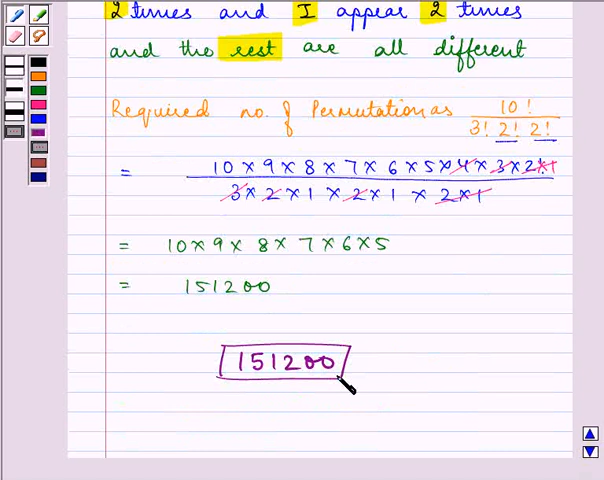 2 times and I appear 2 times
and the rest are all different
Required no. of Permutation as 10! / 3! 2! 2!
= 10 × 9 × 8 × 7 × 6 × 5 × 4 × 3 × 2 × 1 / 3 × 2 × 1 × 2 × 1 × 2 × 1
= 10 × 9 × 8 × 7 × 6 × 5
= 151200
151200